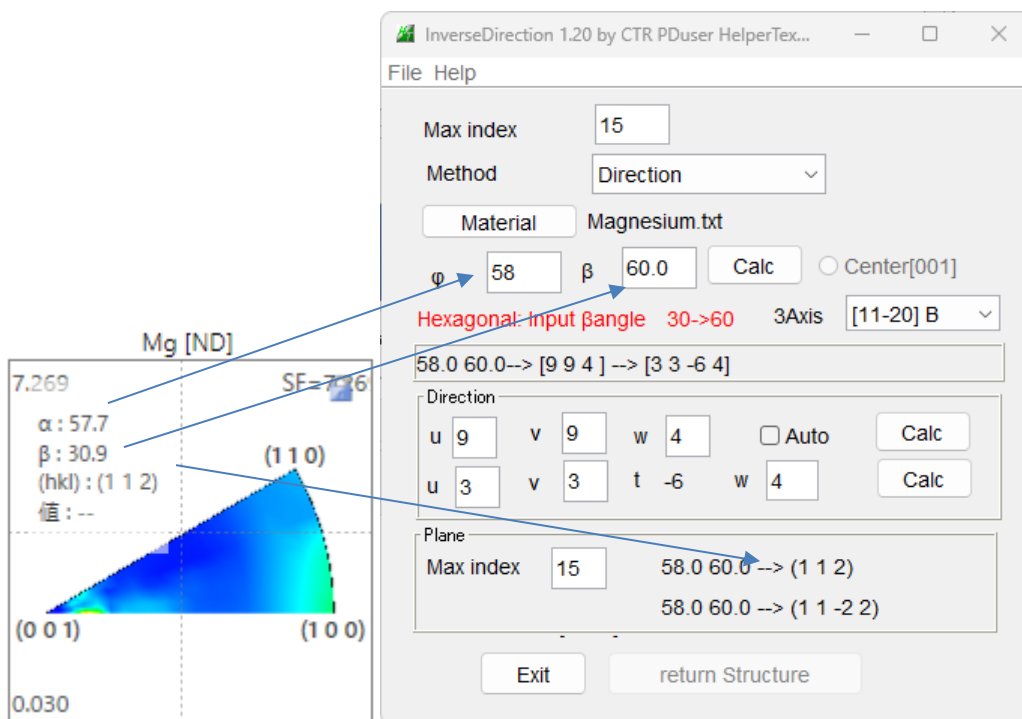 InverseDirection 1.20 by CTR PDuser HelperTex...
File Help
Max index 15
Method Direction
Material Magnesium.txt
φ 58 β 60.0 Calc Center[001]
Hexagonal: Input βangle 30->60 3Axis [11-20] B
58.0 60.0--> [9 9 4 ] --> [3 3 -6 4]
Direction
u 9 v 9 w 4 Auto Calc
u 3 v 3 t -6 w 4 Calc
Plane
Max index 15 58.0 60.0 --> (1 1 2)
58.0 60.0 --> (1 1 -2 2)
Exit return Structure
Mg [ND]
7.269
α : 57.7
β : 30.9
(hkl) : (1 1 2)
値 : --
(1 1 0)
(0 0 1) (1 0 0)
0.030